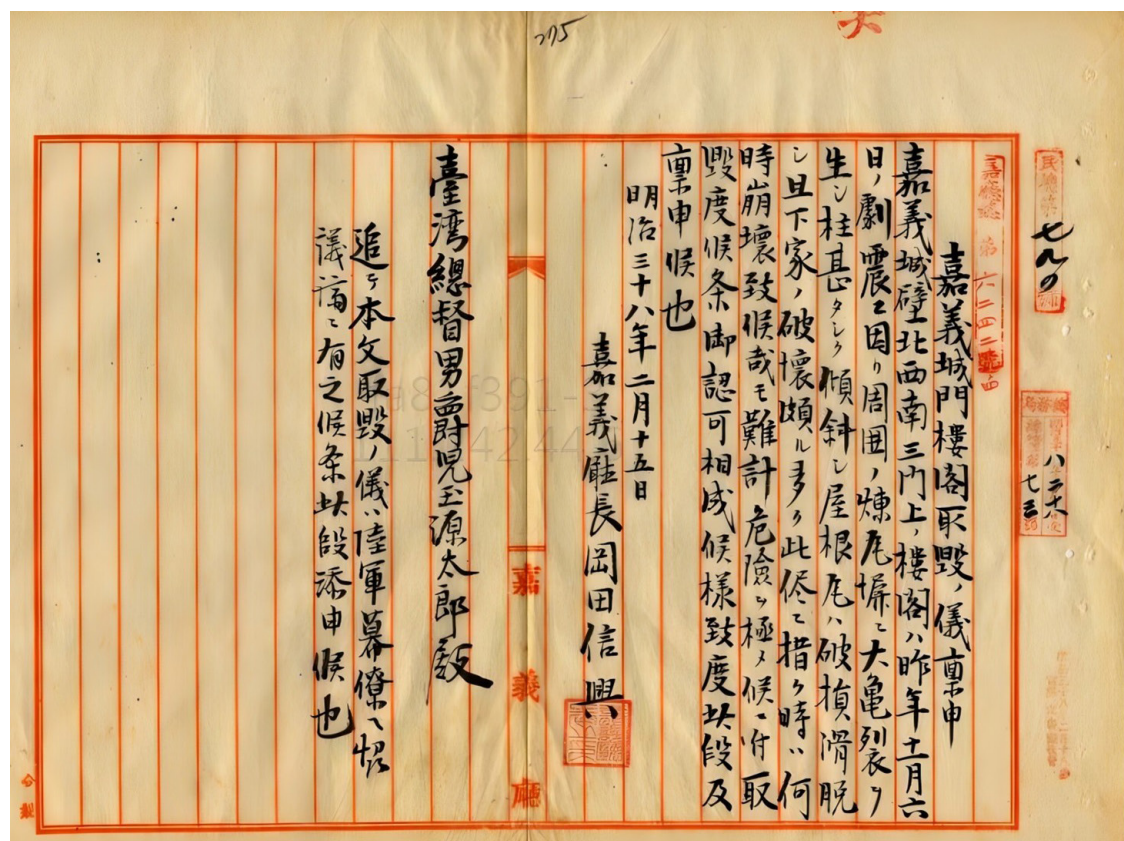 嘉義城門樓閣取毀ノ儀稟申
嘉義城壁北西南三門上ノ樓閣ハ昨年十一月六
日ノ劇震ニ因リ周囲ノ煉瓦塀ニ大亀裂ヲ
生シ柱甚タシク傾斜シ屋根瓦ハ破損滑脱
シ且下家ノ破壊頗ル多ク此侭ニ措ク時ハ何
時崩壊致候哉モ難計危險ヲ極メ候ニ付取
毀度候条御認可相成候様致度此段及
稟申候也
明治三十八年二月十五日
嘉義廳長岡田信興
臺湾總督男爵児玉源太郎殿
追テ本文取毀ノ儀ハ陸軍幕僚ヘ協
議濟ニ有之候条此段添申候也
嘉義廳